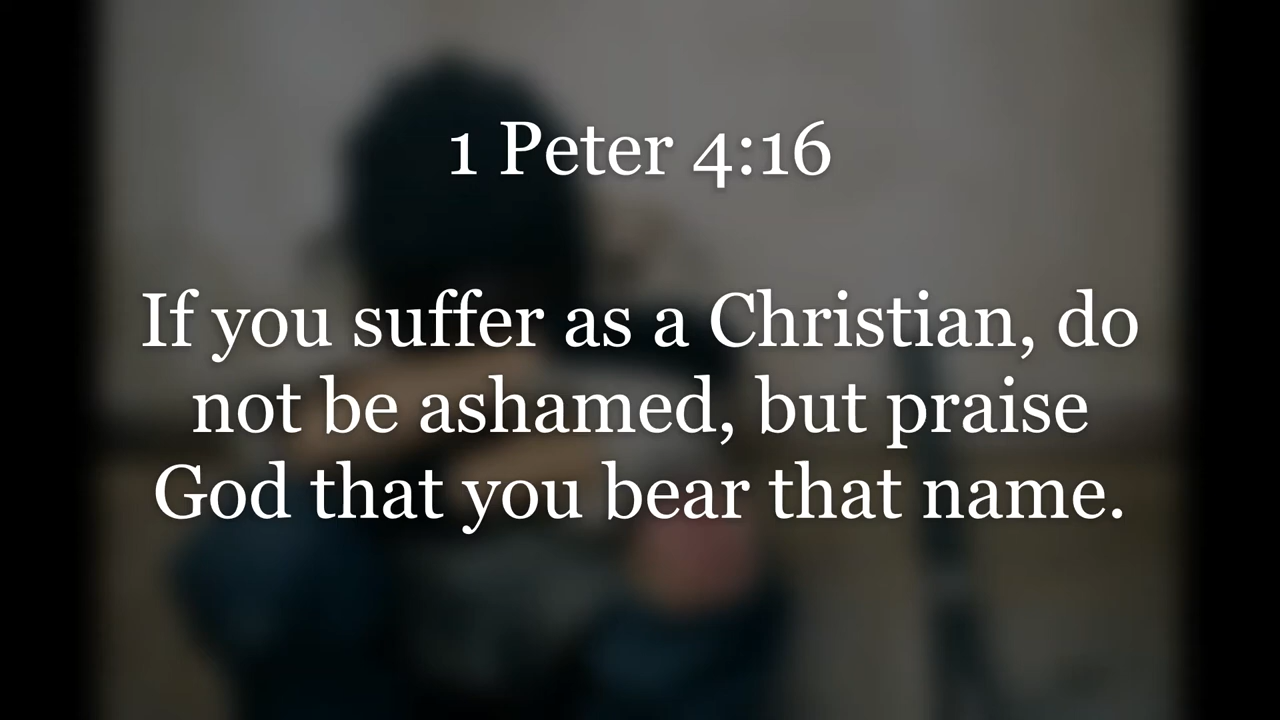 1 Peter 4:16
If you suffer as a Christian, do
not be ashamed, but praise
God that you bear that name.